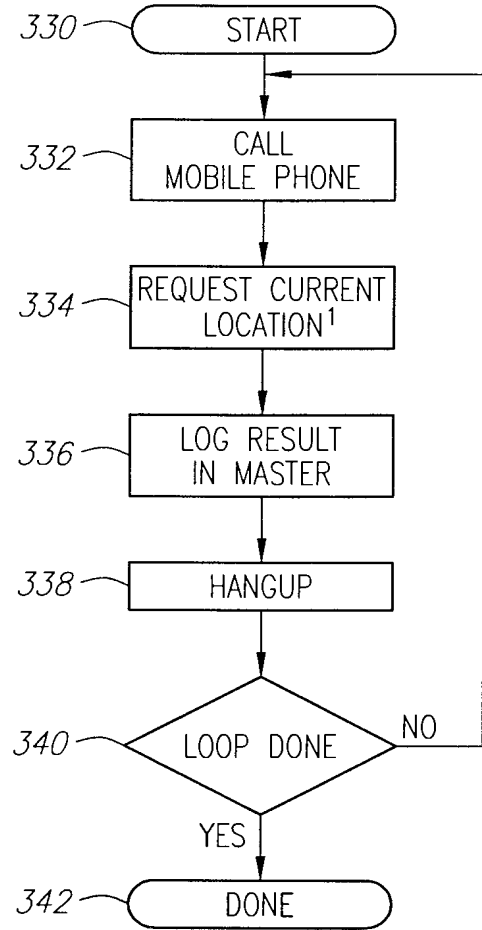 330 START
332 CALL
MOBILE PHONE
334 REQUEST CURRENT
LOCATION¹
336 LOG RESULT
IN MASTER
338 HANGUP
340 LOOP DONE NO
YES
342 DONE